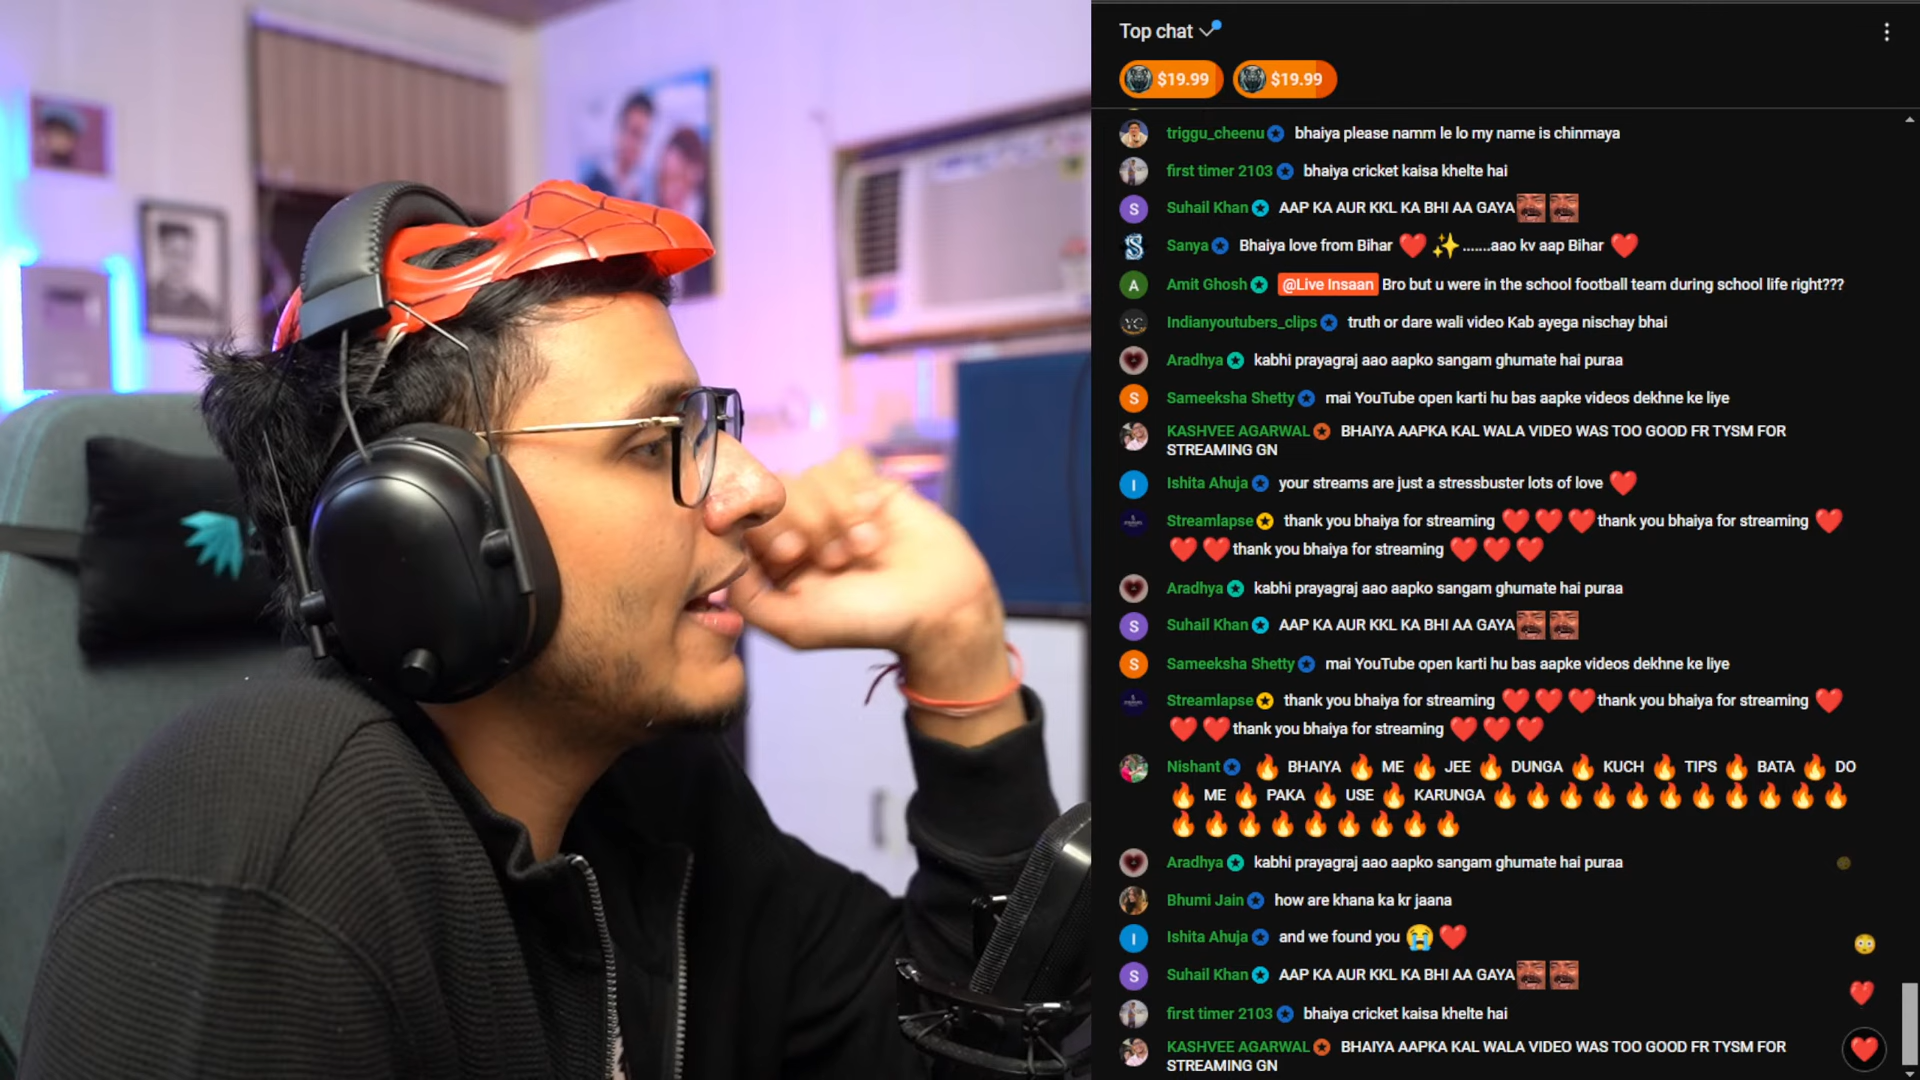 Top chat
$19.99 $19.99
triggu_cheenu bhaiya please namm le lo my name is chinmaya
first timer 2103 bhaiya cricket kaisa khelte hai
S Suhail Khan AAP KA AUR KKL KA BHI AA GAYA
Sanya Bhaiya love from Bihar ❤️ ✨.......aao kv aap Bihar ❤️
A Amit Ghosh @Live Insaan Bro but u were in the school football team during school life right???
Indianyoutubers_clips truth or dare wali video Kab ayega nischay bhai
Aradhya kabhi prayagraj aao aapko sangam ghumate hai puraa
S Sameeksha Shetty mai YouTube open karti hu bas aapke videos dekhne ke liye
KASHVEE AGARWAL BHAIYA AAPKA KAL WALA VIDEO WAS TOO GOOD FR TYSM FOR
STREAMING GN
I Ishita Ahuja your streams are just a stressbuster lots of love ❤️
Streamlapse thank you bhaiya for streaming ❤️ ❤️ ❤️ thank you bhaiya for streaming ❤️
❤️ ❤️ thank you bhaiya for streaming ❤️ ❤️ ❤️
Aradhya kabhi prayagraj aao aapko sangam ghumate hai puraa
S Suhail Khan AAP KA AUR KKL KA BHI AA GAYA
S Sameeksha Shetty mai YouTube open karti hu bas aapke videos dekhne ke liye
Streamlapse thank you bhaiya for streaming ❤️ ❤️ ❤️ thank you bhaiya for streaming ❤️
❤️ ❤️ thank you bhaiya for streaming ❤️ ❤️ ❤️
Nishant 🔥 BHAIYA 🔥 ME 🔥 JEE 🔥 DUNGA 🔥 KUCH 🔥 TIPS 🔥 BATA 🔥 DO
🔥 ME 🔥 PAKA 🔥 USE 🔥 KARUNGA 🔥 🔥 🔥 🔥 🔥 🔥 🔥 🔥 🔥 🔥 🔥
🔥 🔥 🔥 🔥 🔥 🔥 🔥 🔥 🔥
Aradhya kabhi prayagraj aao aapko sangam ghumate hai puraa
Bhumi Jain how are khana ka kr jaana
I Ishita Ahuja and we found you 😭 ❤️
S Suhail Khan AAP KA AUR KKL KA BHI AA GAYA
first timer 2103 bhaiya cricket kaisa khelte hai
KASHVEE AGARWAL BHAIYA AAPKA KAL WALA VIDEO WAS TOO GOOD FR TYSM FOR
STREAMING GN